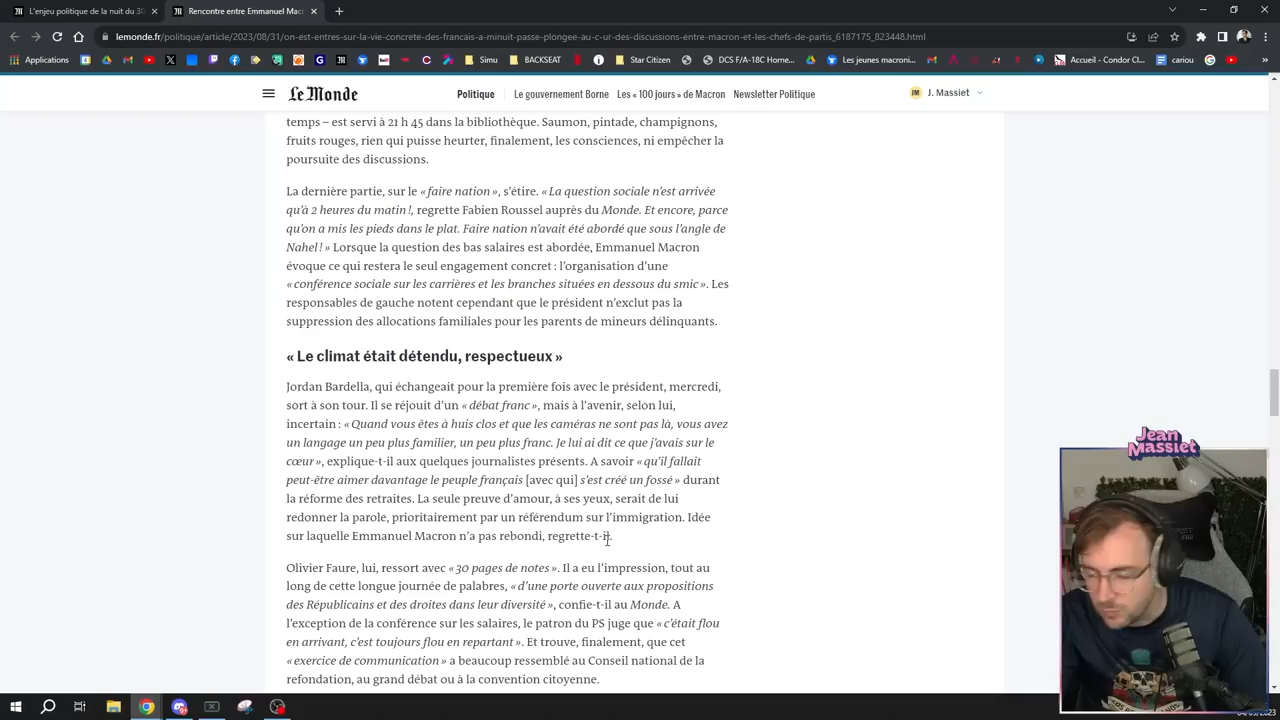 L'enjeu politique de la nuit du 30
Rencontre entre Emmanuel Mac
lemonde.fr/politique/article/2023/08/31/on-est-entres-sur-la-vie-concrete-des-francais-a-minuit-passe-plongee-au-c-ur-des-discussions-entre-macron-et-les-chefs-de-partis_6187175_823448.html
Applications
Simu
BACKSEAT
Star Citizen
DCS F/A-18C Horne...
Les jeunes macroni...
Accueil - Condor Cl...
cariou
Le Monde
Politique
Le gouvernement Borne
Les « 100 jours » de Macron
Newsletter Politique
JM
J. Massiet
temps – est servi à 21 h 45 dans la bibliothèque. Saumon, pintade, champignons,
fruits rouges, rien qui puisse heurter, finalement, les consciences, ni empêcher la
poursuite des discussions.
La dernière partie, sur le « faire nation », s'étire. « La question sociale n'est arrivée
qu'à 2 heures du matin !, regrette Fabien Roussel auprès du Monde. Et encore, parce
qu'on a mis les pieds dans le plat. Faire nation n'avait été abordé que sous l'angle de
Nahel ! » Lorsque la question des bas salaires est abordée, Emmanuel Macron
évoque ce qui restera le seul engagement concret : l'organisation d'une
« conférence sociale sur les carrières et les branches situées en dessous du smic ». Les
responsables de gauche notent cependant que le président n'exclut pas la
suppression des allocations familiales pour les parents de mineurs délinquants.
« Le climat était détendu, respectueux »
Jordan Bardella, qui échangeait pour la première fois avec le président, mercredi,
sort à son tour. Il se réjouit d'un « débat franc », mais à l'avenir, selon lui,
incertain : « Quand vous êtes à huis clos et que les caméras ne sont pas là, vous avez
un langage un peu plus familier, un peu plus franc. Je lui ai dit ce que j'avais sur le
cœur », explique-t-il aux quelques journalistes présents. A savoir « qu'il fallait
peut-être aimer davantage le peuple français [avec qui] s'est créé un fossé » durant
la réforme des retraites. La seule preuve d'amour, à ses yeux, serait de lui
redonner la parole, prioritairement par un référendum sur l'immigration. Idée
sur laquelle Emmanuel Macron n'a pas rebondi, regrette-t-il.
Olivier Faure, lui, ressort avec « 30 pages de notes ». Il a eu l'impression, tout au
long de cette longue journée de palabres, « d'une porte ouverte aux propositions
des Républicains et des droites dans leur diversité », confie-t-il au Monde. A
l'exception de la conférence sur les salaires, le patron du PS juge que « c'était flou
en arrivant, c'est toujours flou en repartant ». Et trouve, finalement, que cet
« exercice de communication » a beaucoup ressemblé au Conseil national de la
refondation, au grand débat ou à la convention citoyenne.
Jean
Massiet